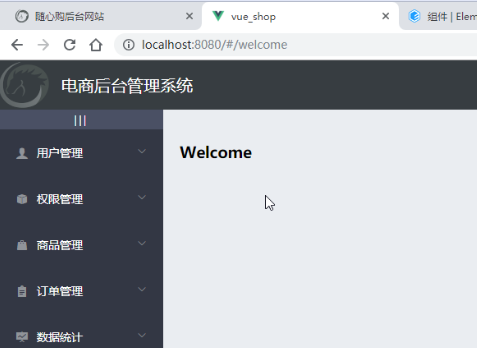 随心购后台网站
vue_shop
组件 | Elem
localhost:8080/#/welcome
电商后台管理系统
|||
用户管理
Welcome
权限管理
商品管理
订单管理
数据统计